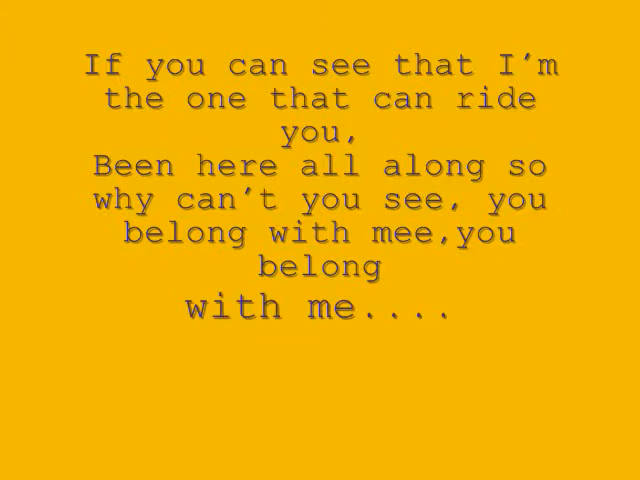 If you can see that I'm
the one that can ride
you,
Been here all along so
why can't you see, you
belong with mee,you
belong
with me....